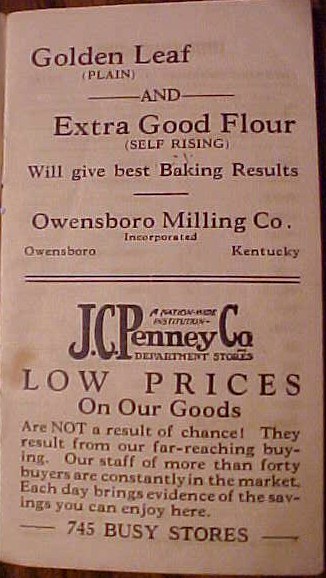 Golden Leaf
(PLAIN)
AND
Extra Good Flour
(SELF RISING)
Will give best Baking Results
Owensboro Milling Co.
Incorporated
Owensboro Kentucky
A NATION-WIDE
INSTITUTION-
J.C.Penney Co
DEPARTMENT STORES
LOW PRICES
On Our Goods
Are NOT a result of chance! They
result from our far-reaching buy-
ing. Our staff of more than forty
buyers are constantly in the market.
Each day brings evidence of the sav-
ings you can enjoy here.
745 BUSY STORES